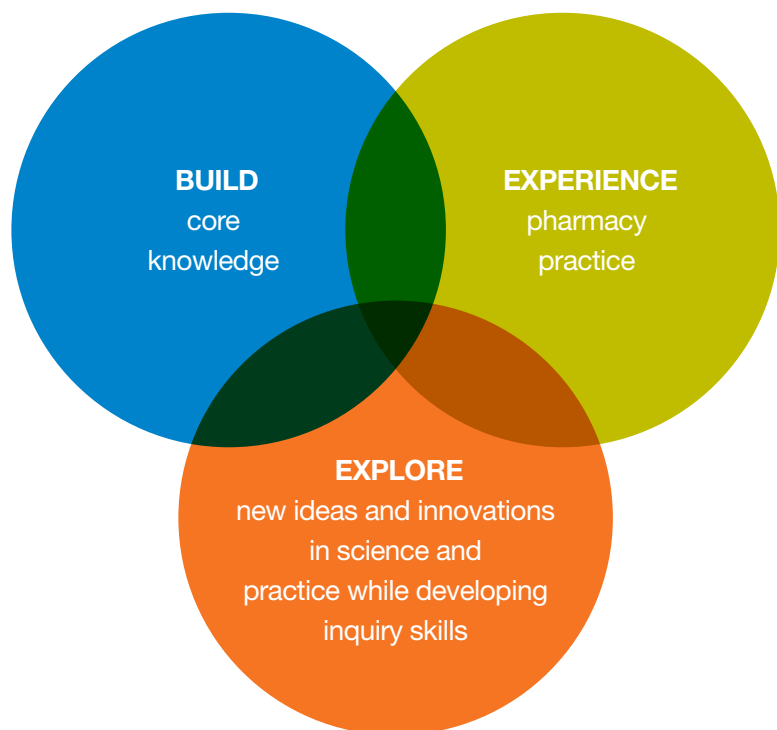 BUILD
core
knowledge
EXPERIENCE
pharmacy
practice
EXPLORE
new ideas and innovations
in science and
practice while developing
inquiry skills